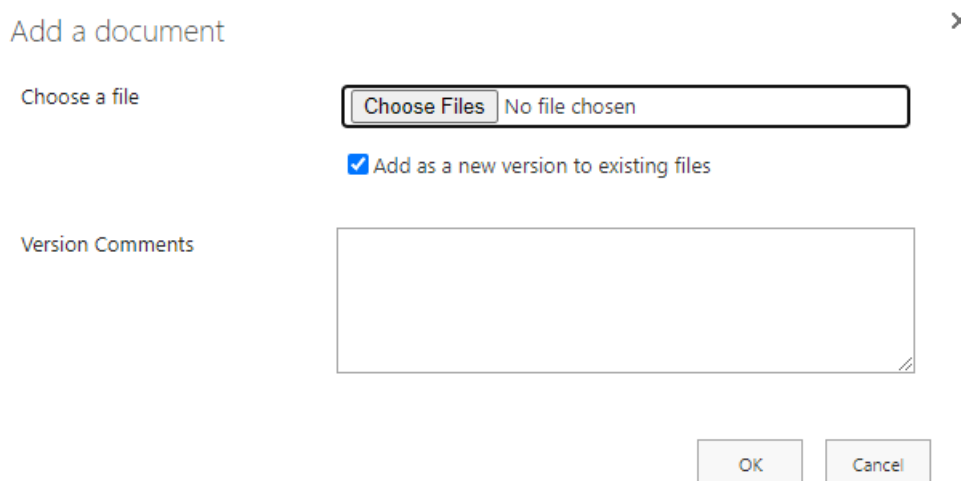 Add a document
Choose a file
Choose Files No file chosen
Add as a new version to existing files
Version Comments
OK
Cancel